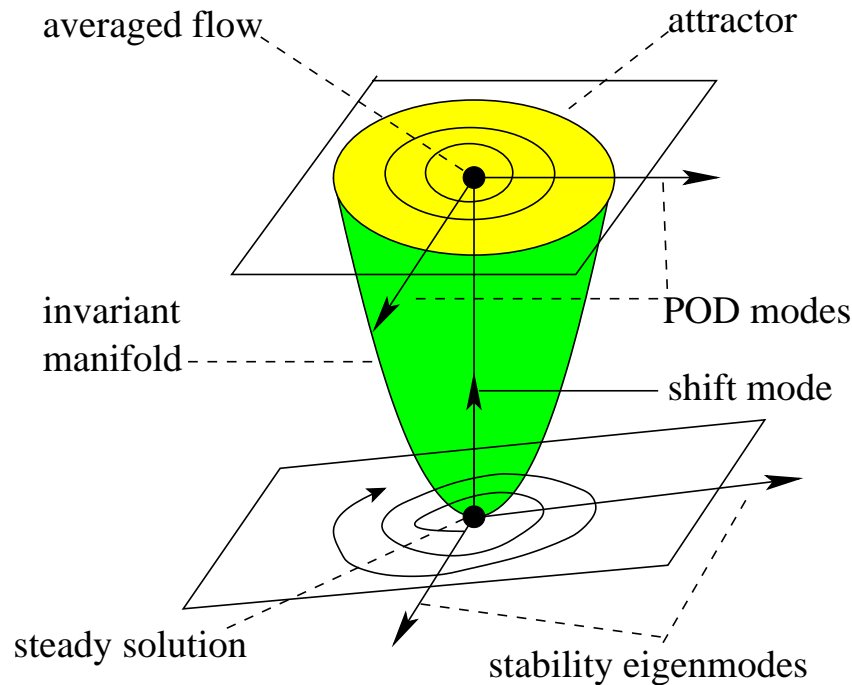 averaged flow
attractor
invariant
manifold
POD modes
shift mode
steady solution
stability eigenmodes